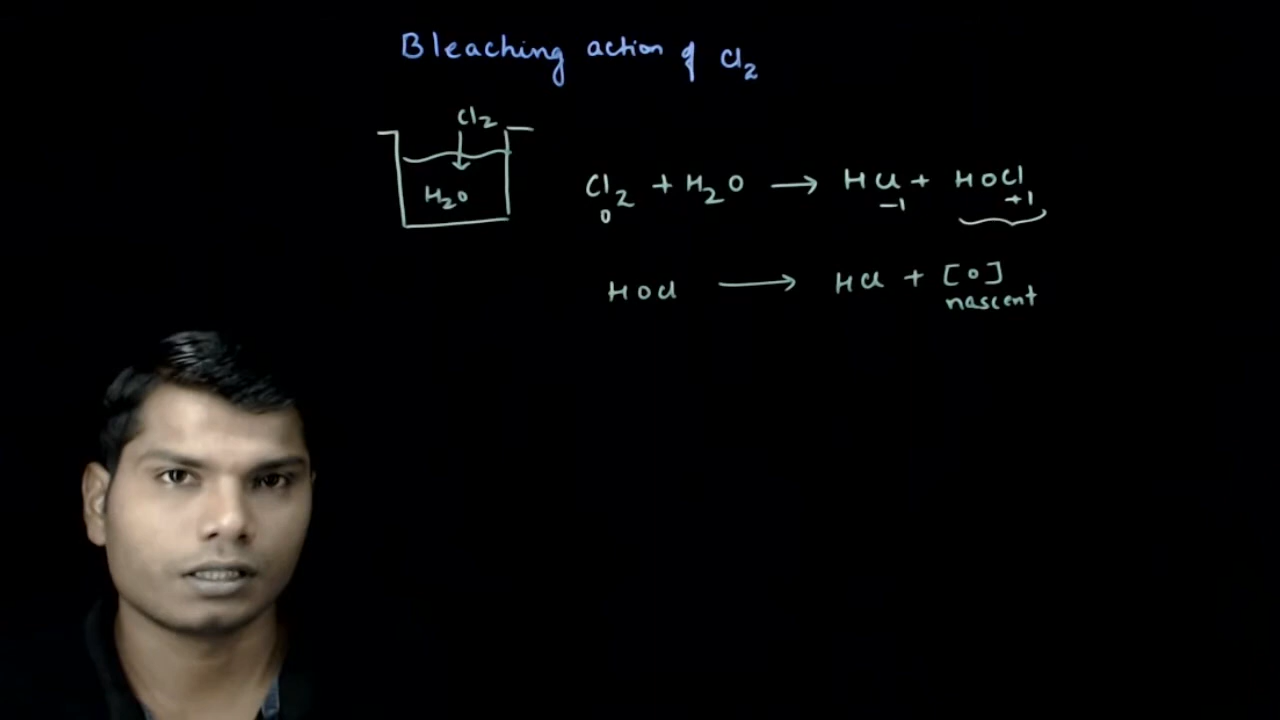 Bleaching action of Cl₂
Cl₂
H₂O
Cl₂ + H₂O → HCl + HOCl
0 -1 +1
HOCl → HCl + [O]
nascent